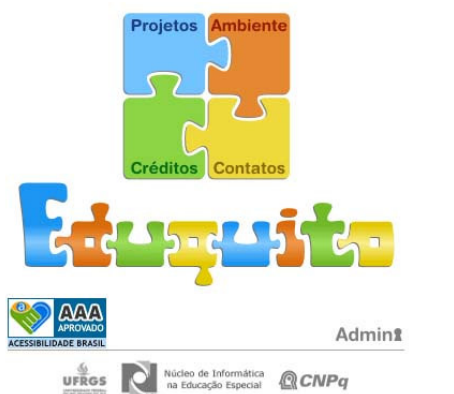 Projetos Ambiente
Créditos Contatos
Eduquito
AAA
APROVADO
ACESSIBILIDADE BRASIL
Admin
UFRGS
Núcleo de Informática
na Educação Especial
CNPq